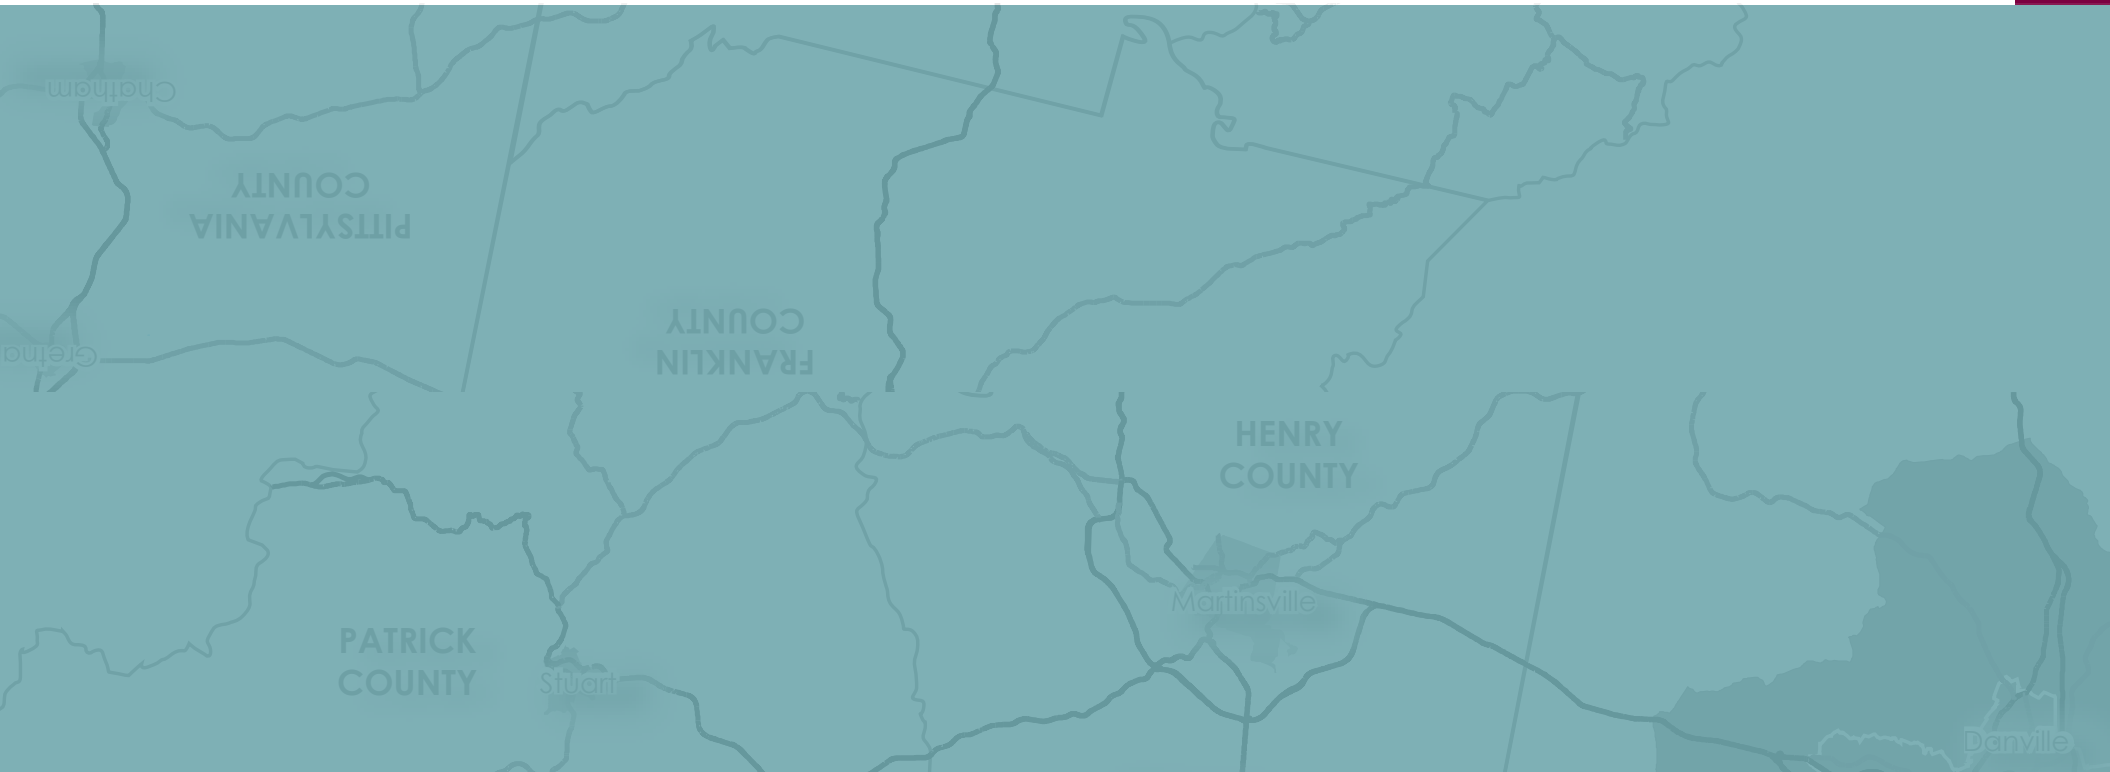 Chatham
PITTSYLVANIA
COUNTY
FRANKLIN
COUNTY
Gretna
HENRY
COUNTY
Martinsville
PATRICK
COUNTY
Stuart
Danville